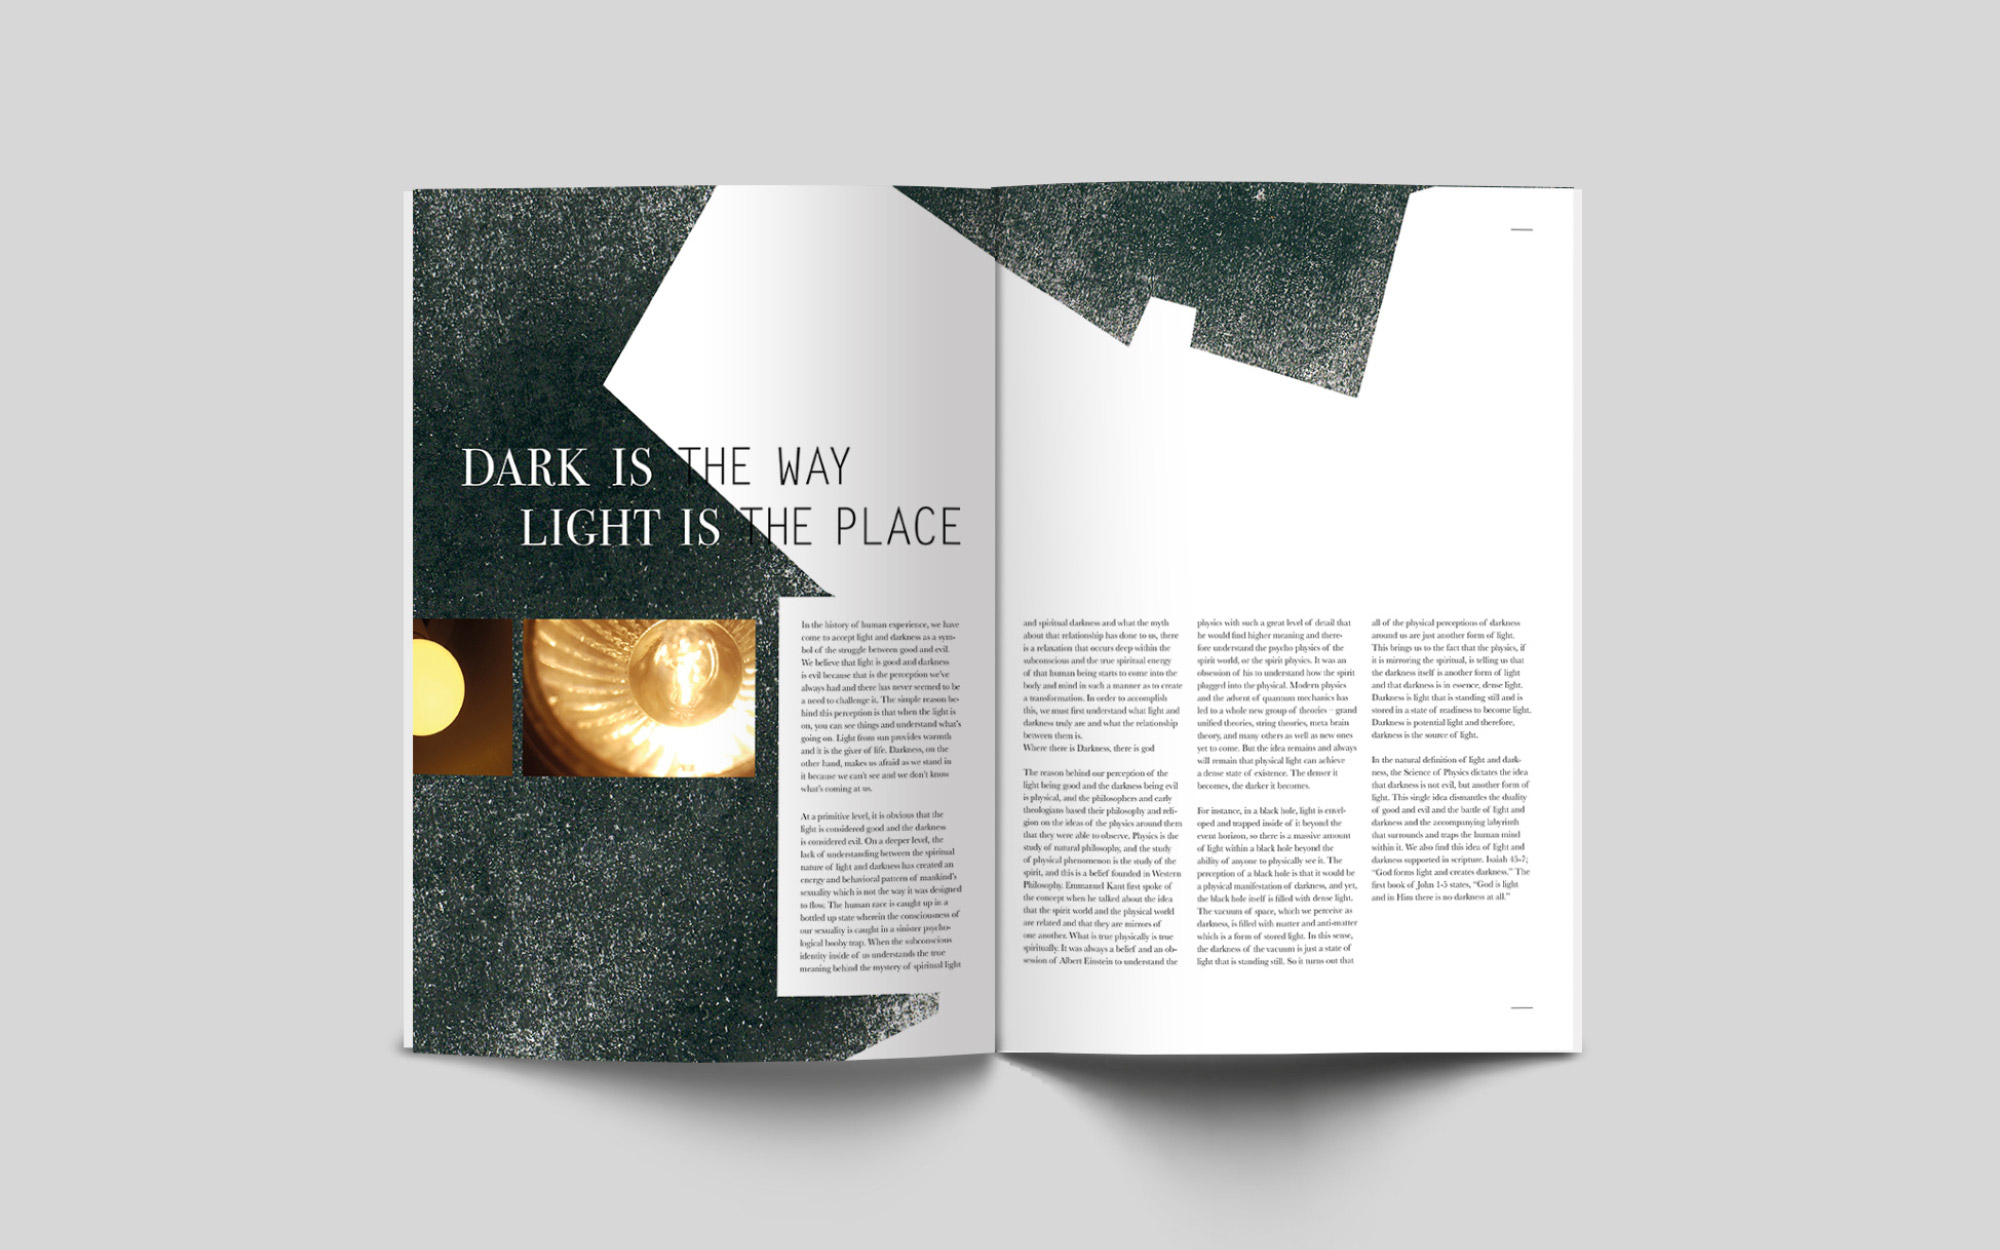 DARK IS THE WAY
LIGHT IS THE PLACE
In the history of human experience, we have
come to accept light and darkness as a sym-
bol of the struggle between good and evil.
We believe that light is good and darkness
is evil because that is the perception we've
always had and there has never seemed to be
a need to challenge it. The simple reason be-
hind this perception is that when the light is
on, you can see things and understand what's
going on. Light from sun provides warmth
and it is the giver of life. Darkness, on the
other hand, makes us afraid as we stand in
it because we can't see and we don't know
what's coming at us.
At a primitive level, it is obvious that the
light is considered good and the darkness
is considered evil. On a deeper level, the
lack of understanding between the spiritual
nature of light and darkness has created an
energy and behavioral pattern of mankind's
sexuality which is not the way it was designed
to flow. The human race is caught up in a
bottled up state wherein the consciousness of
our sexuality is caught in a sinister psycho-
logical booby trap. When the subconscious
identity inside of us understands the true
meaning behind the mystery of spiritual light
and spiritual darkness and what the myth
about that relationship has done to us, there
is a relaxation that occurs deep within the
subconscious and the true spiritual energy
of that human being starts to come into the
body and mind in such a manner as to create
a transformation. In order to accomplish
this, we must first understand what light and
darkness truly are and what the relationship
between them is.
Where there is Darkness, there is god
The reason behind our perception of the
light being good and the darkness being evil
is physical, and the philosophers and early
theologians based their philosophy and reli-
gion on the ideas of the physics around them
that they were able to observe. Physics is the
study of natural philosophy, and the study
of physical phenomenon is the study of the
spirit, and this is a belief founded in Western
Philosophy. Emmanuel Kant first spoke of
the concept when he talked about the idea
that the spirit world and the physical world
are related and that they are mirrors of
one another. What is true physically is true
spiritually. It was always a belief and an ob-
session of Albert Einstein to understand the
physics with such a great level of detail that
he would find higher meaning and there-
fore understand the psycho physics of the
spirit world, or the spirit physics. It was an
obsession of his to understand how the spirit
plugged into the physical. Modern physics
and the advent of quantum mechanics has
led to a whole new group of theories – grand
unified theories, string theories, meta brain
theory, and many others as well as new ones
yet to come. But the idea remains and always
will remain that physical light can achieve
a dense state of existence. The denser it
becomes, the darker it becomes.
For instance, in a black hole, light is envel-
oped and trapped inside of it beyond the
event horizon, so there is a massive amount
of light within a black hole beyond the
ability of anyone to physically see it. The
perception of a black hole is that it would be
a physical manifestation of darkness, and yet,
the black hole itself is filled with dense light.
The vacuum of space, which we perceive as
darkness, is filled with matter and anti-matter
which is a form of stored light. In this sense,
the darkness of the vacuum is just a state of
light that is standing still. So it turns out that
all of the physical perceptions of darkness
around us are just another form of light.
This brings us to the fact that the physics, if
it is mirroring the spiritual, is telling us that
the darkness itself is another form of light
and that darkness is in essence, dense light.
Darkness is light that is standing still and is
stored in a state of readiness to become light.
Darkness is potential light and therefore,
darkness is the source of light.
In the natural definition of light and dark-
ness, the Science of Physics dictates the idea
that darkness is not evil, but another form of
light. This single idea dismantles the duality
of good and evil and the battle of light and
darkness and the accompanying labyrinth
that surrounds and traps the human mind
within it. We also find this idea of light and
darkness supported in scripture. Isaiah 45-7;
“God forms light and creates darkness.” The
first book of John 1-5 states, “God is light
and in Him there is no darkness at all.”